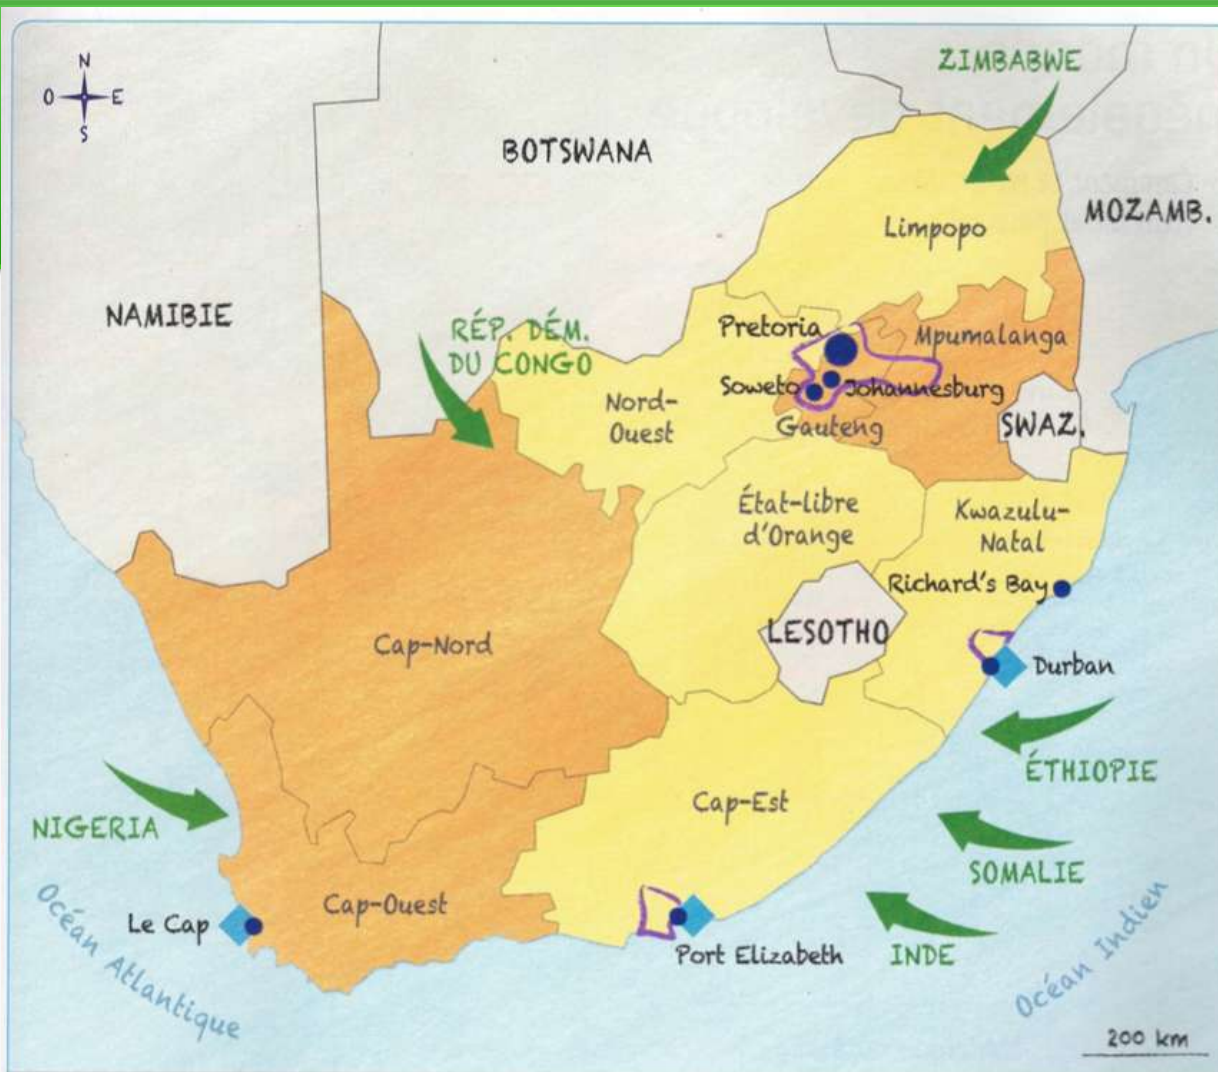 N
O E
S
ZIMBABWE
BOTSWANA
MOZAMB.
Limpopo
NAMIBIE
RÉP. DÉM.
DU CONGO
Pretoria
Mpumalanga
Soweto
Johannesburg
Nord-
Ouest
Gauteng
SWAZ.
État-libre
d'Orange
Kwazulu-
Natal
Richard's Bay
LESOTHO
Cap-Nord
Durban
ÉTHIOPIE
Cap-Est
NIGERIA
SOMALIE
Cap-Ouest
Le Cap
Océan Atlantique
Port Elizabeth
INDE
Océan Indien
200 km